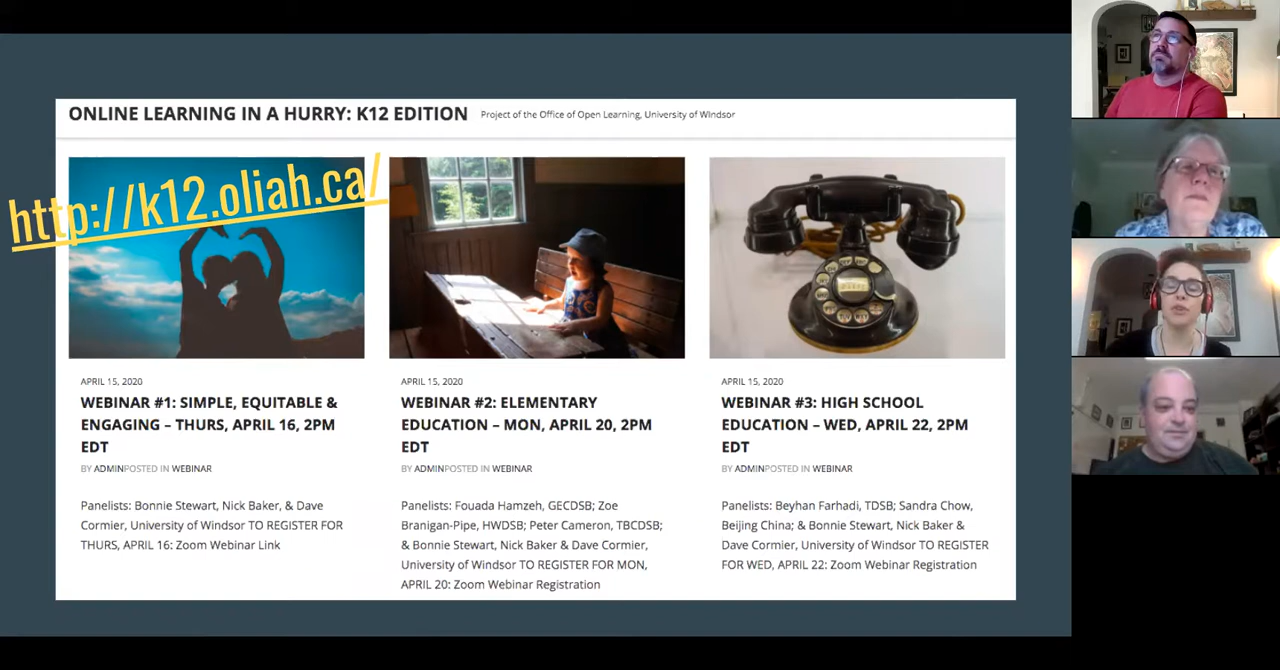 ONLINE LEARNING IN A HURRY: K12 EDITION
Project of the Office of Open Learning, University of WIndsor
http://k12.oliah.ca/
APRIL 15, 2020
WEBINAR #1: SIMPLE, EQUITABLE &
ENGAGING – THURS, APRIL 16, 2PM
EDT
BY ADMINPOSTED IN WEBINAR
Panelists: Bonnie Stewart, Nick Baker, & Dave
Cormier, University of Windsor TO REGISTER FOR
THURS, APRIL 16: Zoom Webinar Link
APRIL 15, 2020
WEBINAR #2: ELEMENTARY
EDUCATION – MON, APRIL 20, 2PM
EDT
BY ADMINPOSTED IN WEBINAR
Panelists: Fouada Hamzeh, GECDSB; Zoe
Branigan-Pipe, HWDSB; Peter Cameron, TBCDSB;
& Bonnie Stewart, Nick Baker & Dave Cormier,
University of Windsor TO REGISTER FOR MON,
APRIL 20: Zoom Webinar Registration
APRIL 15, 2020
WEBINAR #3: HIGH SCHOOL
EDUCATION – WED, APRIL 22, 2PM
EDT
BY ADMINPOSTED IN WEBINAR
Panelists: Beyhan Farhadi, TDSB; Sandra Chow,
Beijing China; & Bonnie Stewart, Nick Baker &
Dave Cormier, University of Windsor TO REGISTER
FOR WED, APRIL 22: Zoom Webinar Registration